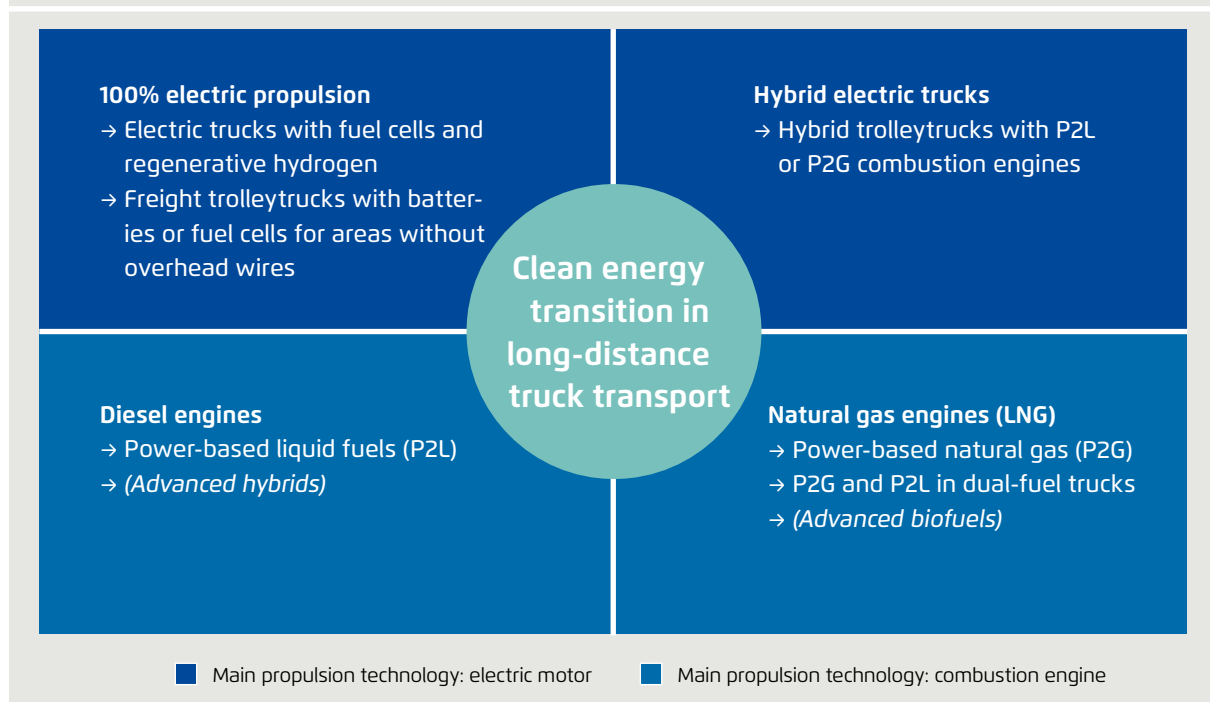 100% electric propulsion
→ Electric trucks with fuel cells and
regenerative hydrogen
→ Freight trolleytrucks with batter-
ies or fuel cells for areas without
overhead wires
Hybrid electric trucks
→ Hybrid trolleytrucks with P2L
or P2G combustion engines
Clean energy
transition in
long-distance
truck transport
Diesel engines
→ Power-based liquid fuels (P2L)
→ (Advanced hybrids)
Natural gas engines (LNG)
→ Power-based natural gas (P2G)
→ P2G and P2L in dual-fuel trucks
→ (Advanced biofuels)
Main propulsion technology: electric motor
Main propulsion technology: combustion engine